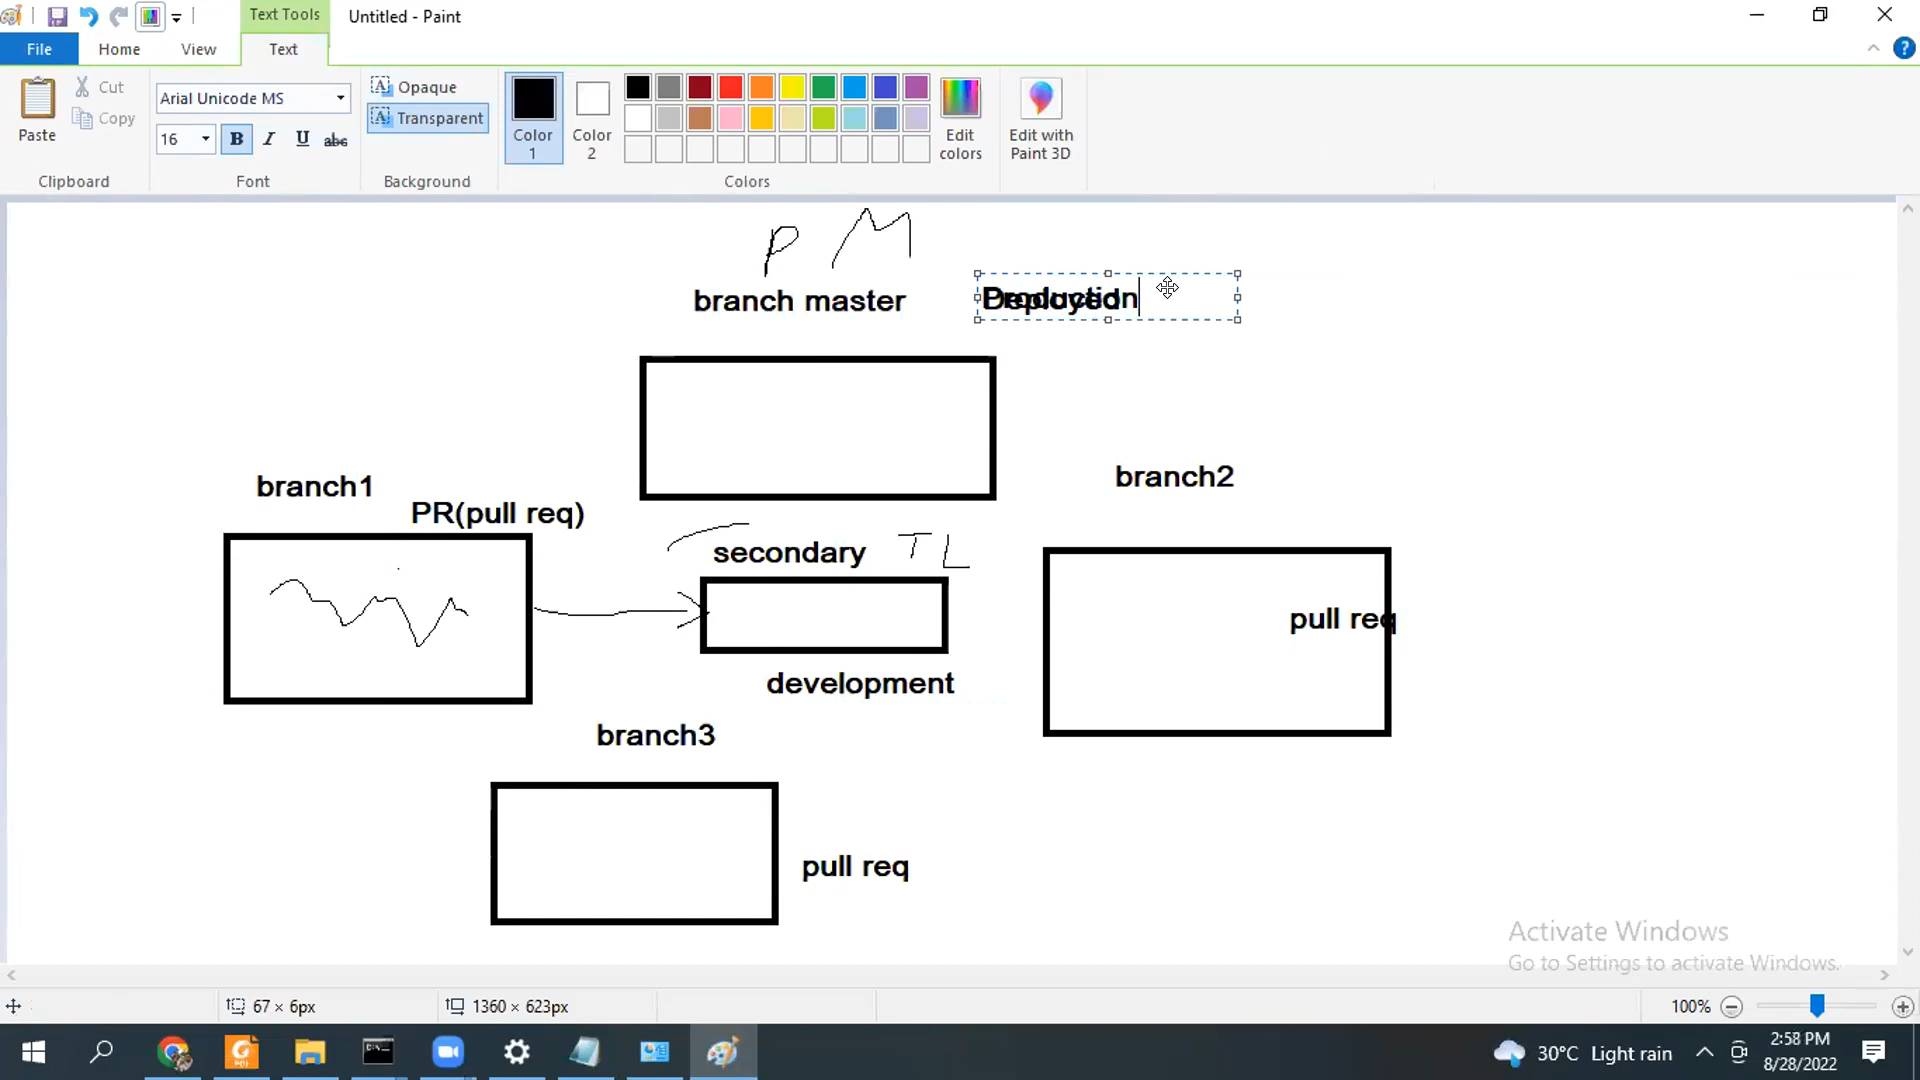 Text Tools
Untitled - Paint
File
Home
View
Text
Paste
Cut
Copy
Clipboard
Arial Unicode MS
16
B
I
U
abc
Font
A Opaque
A Transparent
Background
Color
1
Color
2
Edit
colors
Colors
Edit with
Paint 3D
P M
branch master
Deployed
Production
branch1
PR(pull req)
branch2
secondary
TL
pull req
development
branch3
pull req
Activate Windows
Go to Settings to activate Windows.
67 × 6px
1360 × 623px
100%
30°C Light rain
2:58 PM
8/28/2022